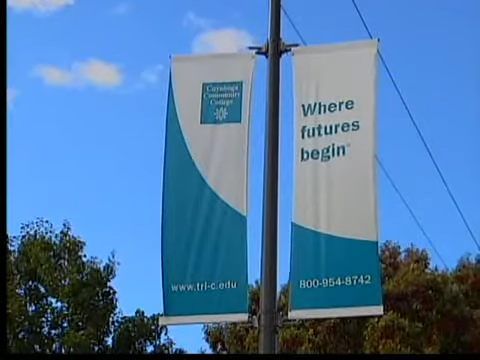 Cuyahoga
Community
College
www.tri-c.edu
Where
futures
begin®
800-954-8742